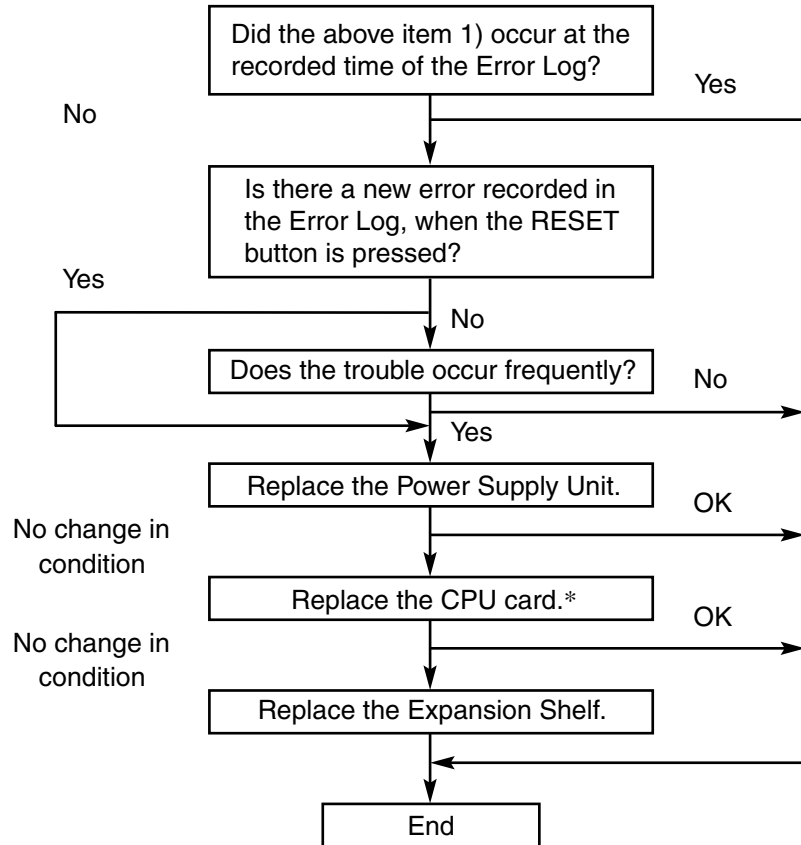 Did the above item 1) occur at the
recorded time of the Error Log?
Yes
No
Is there a new error recorded in
the Error Log, when the RESET
button is pressed?
Yes
No
Does the trouble occur frequently?
No
Yes
Replace the Power Supply Unit.
OK
No change in
condition
Replace the CPU card.*
OK
No change in
condition
Replace the Expansion Shelf.
End